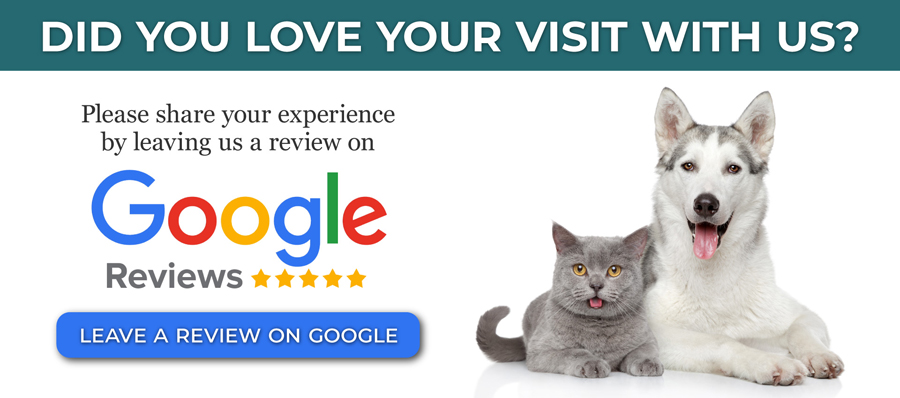 DID YOU LOVE YOUR VISIT WITH US?
Please share your experience
by leaving us a review on
Google
Reviews
LEAVE A REVIEW ON GOOGLE